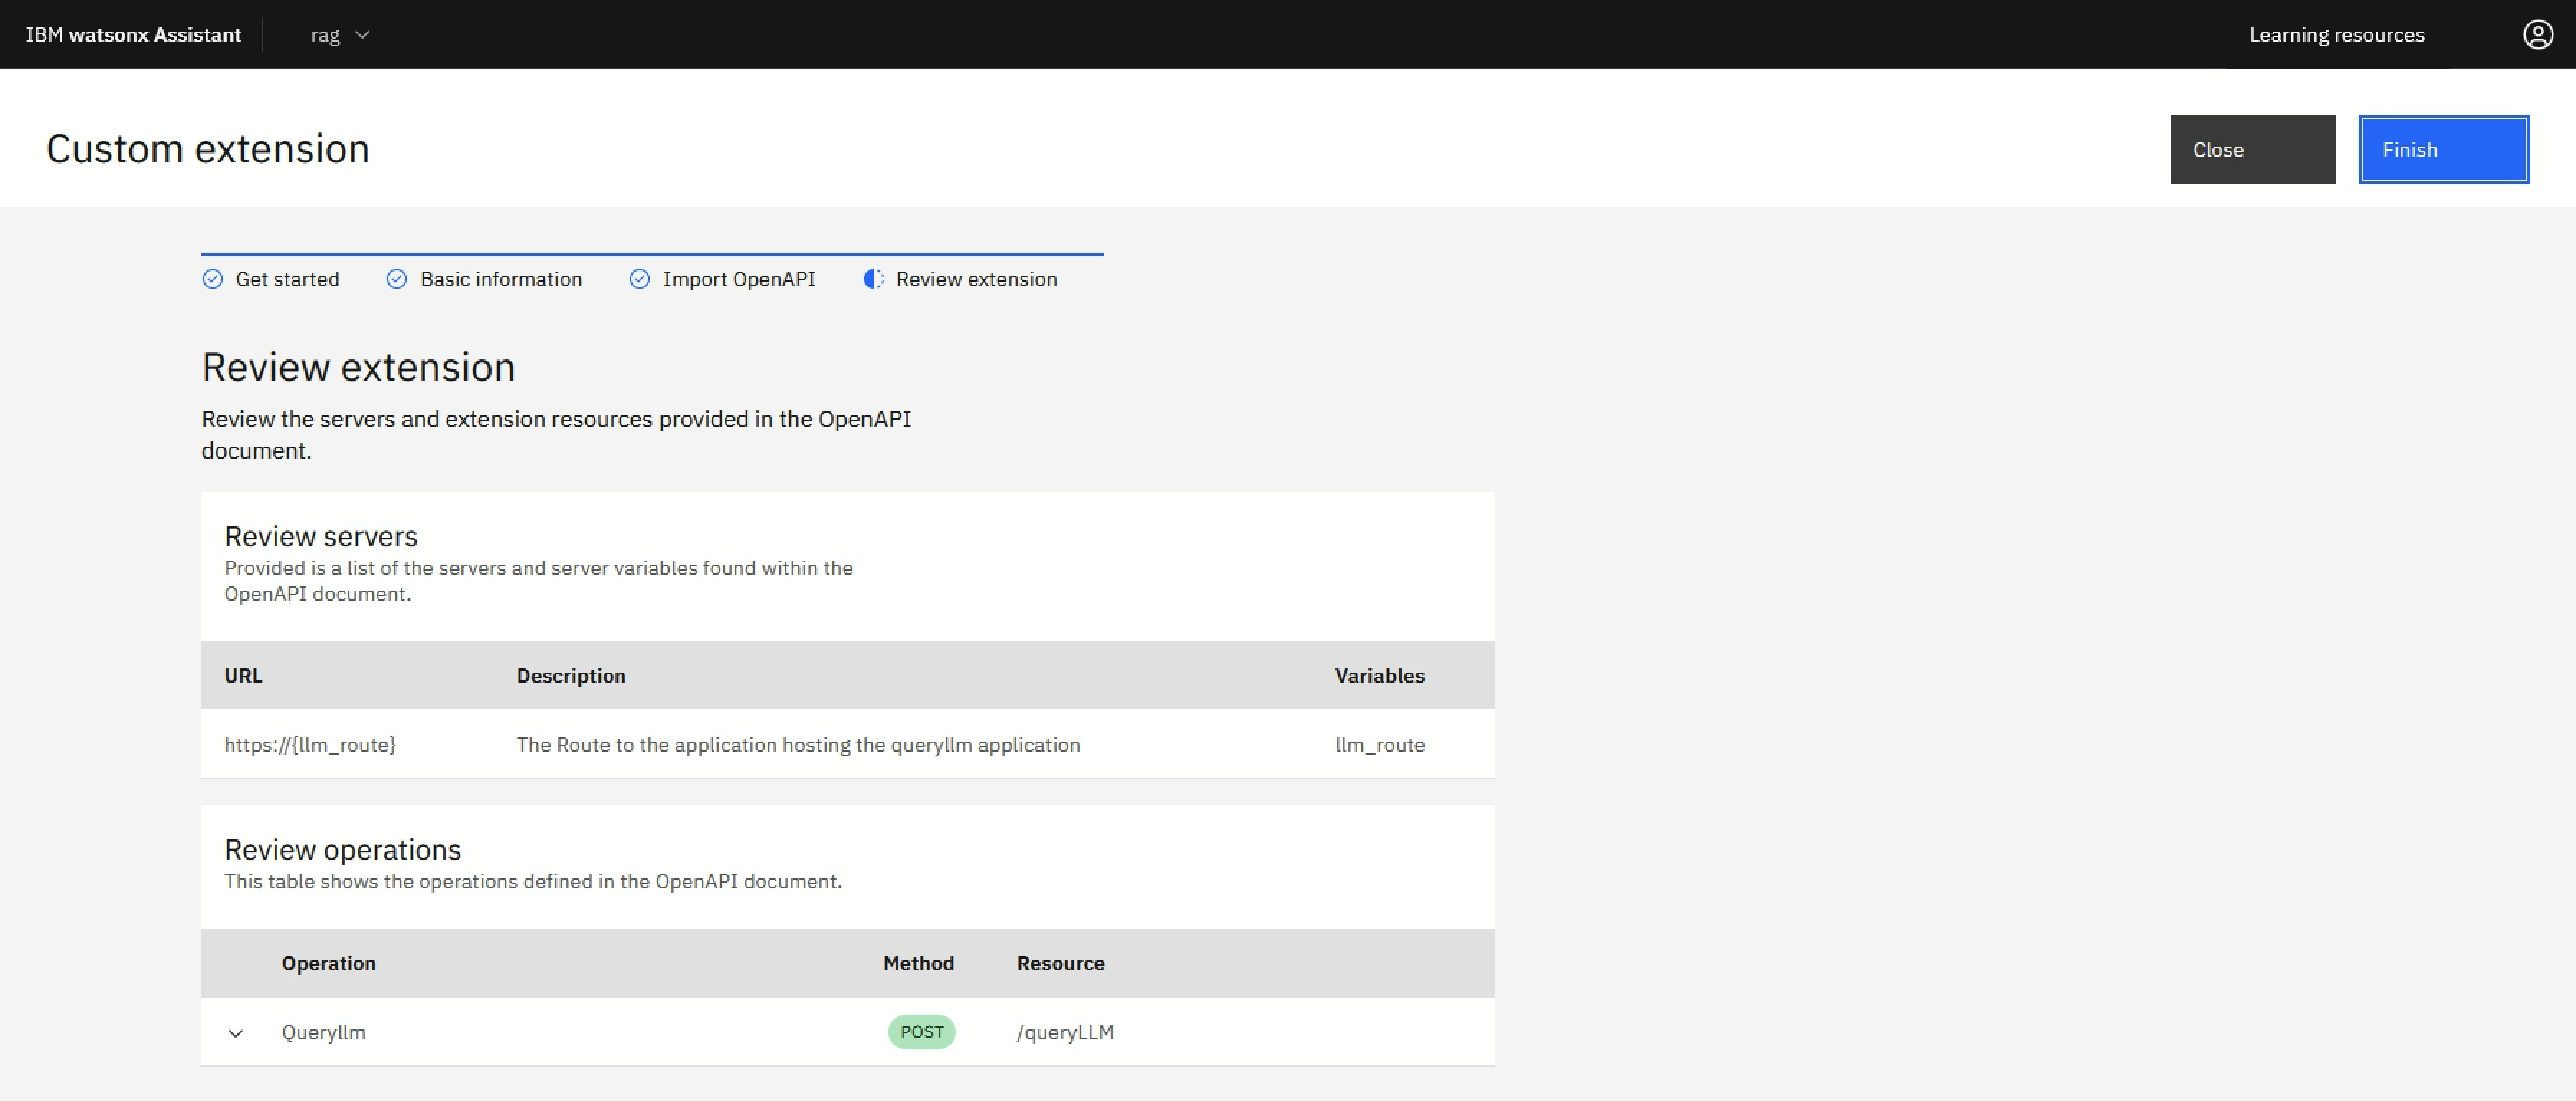 IBM watsonx Assistant
rag
Learning resources
Custom extension
Close
Finish
Get started
Basic information
Import OpenAPI
Review extension
Review extension
Review the servers and extension resources provided in the OpenAPI
document.
Review servers
Provided is a list of the servers and server variables found within the
OpenAPI document.
URL Description Variables
https://{llm_route} The Route to the application hosting the queryllm application llm_route
Review operations
This table shows the operations defined in the OpenAPI document.
Operation Method Resource
Queryllm POST /queryLLM